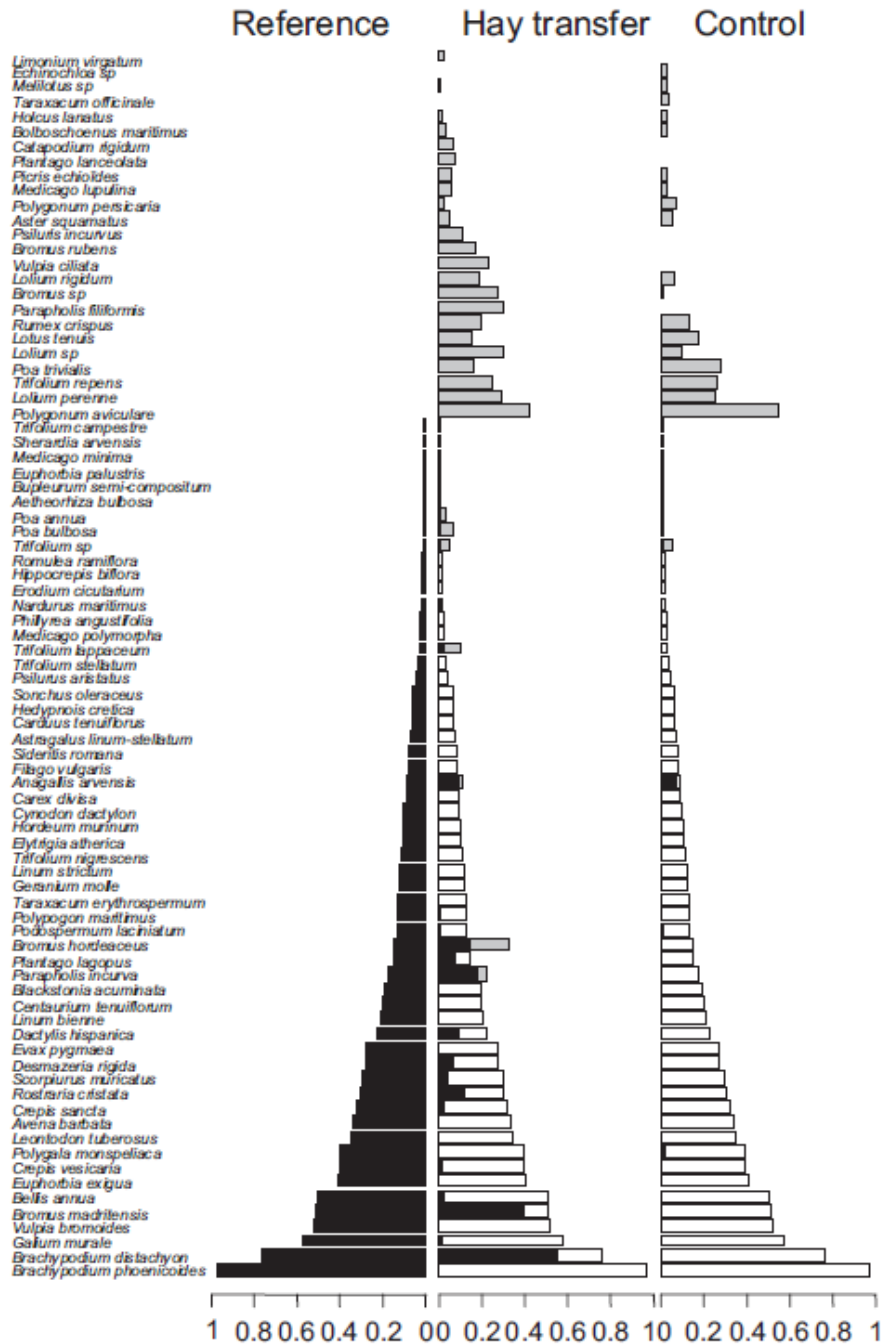 Reference Hay transfer Control
Limonium virgatum
Echinochloa sp
Melilotus sp
Taraxacum officinale
Holcus lanatus
Bolboschoenus maritimus
Catapodium rigidum
Plantago lanceolata
Picris echioides
Medicago lupulina
Polygonum persicaria
Aster squamatus
Psiluris incurvus
Bromus rubens
Vulpia ciliata
Lolium rigidum
Bromus sp
Parapholis filiformis
Rumex crispus
Lotus tenuis
Lolium sp
Poa trivialis
Trifolium repens
Lolium perenne
Polygonum aviculare
Trifolium campestre
Sherardia arvensis
Medicago minima
Euphorbia palustris
Bupleurum semi-compositum
Aetheorhiza bulbosa
Poa annua
Poa bulbosa
Trifolium sp
Romulea ramiflora
Hippocrepis biflora
Erodium cicutarium
Nardurus maritimus
Phillyrea angustifolia
Medicago polymorpha
Trifolium lappaceum
Trifolium stellatum
Psilurus aristatus
Sonchus oleraceus
Hedypnois cretica
Carduus tenuiflorus
Astragalus linum-stellatum
Sideritis romana
Filago vulgaris
Anagallis arvensis
Carex divisa
Cynodon dactylon
Hordeum murinum
Elytrigia atherica
Trifolium nigrescens
Linum strictum
Geranium molle
Taraxacum erythrospermum
Polypogon maritimus
Podospermum laciniatum
Bromus hordeaceus
Plantago lagopus
Parapholis incurva
Blackstonia acuminata
Centaurium tenuiflorum
Linum bienne
Dactylis hispanica
Evax pygmaea
Desmazeria rigida
Scorpiurus muricatus
Rostraria cristata
Crepis sancta
Avena barbata
Leontodon tuberosus
Polygala monspeliaca
Crepis vesicaria
Euphorbia exigua
Bellis annua
Bromus madritensis
Vulpia bromoides
Galium murale
Brachypodium distachyon
Brachypodium phoenicoides
1 0.8 0.6 0.4 0.2 0 0 0.2 0.4 0.6 0.8 1 0 0.2 0.4 0.6 0.8 1